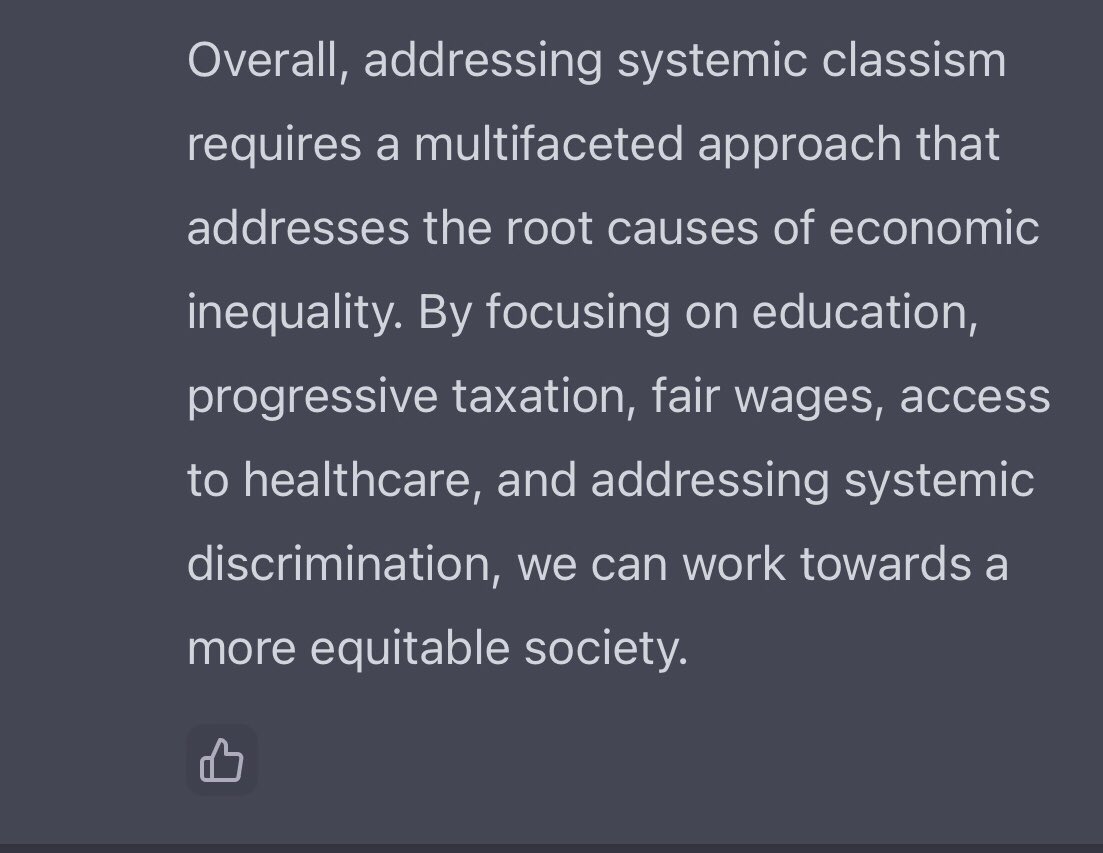 Overall, addressing systemic classism
requires a multifaceted approach that
addresses the root causes of economic
inequality. By focusing on education,
progressive taxation, fair wages, access
to healthcare, and addressing systemic
discrimination, we can work towards a
more equitable society.